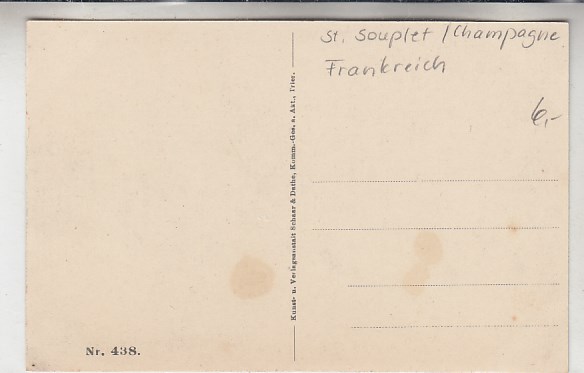 St. Souplet / Champagne
Frankreich
6,-
Kunst- u. Verlagsanstalt Schaar & Dathe, Komm.-Ges. a. Akt., Trier.
Nr. 438.